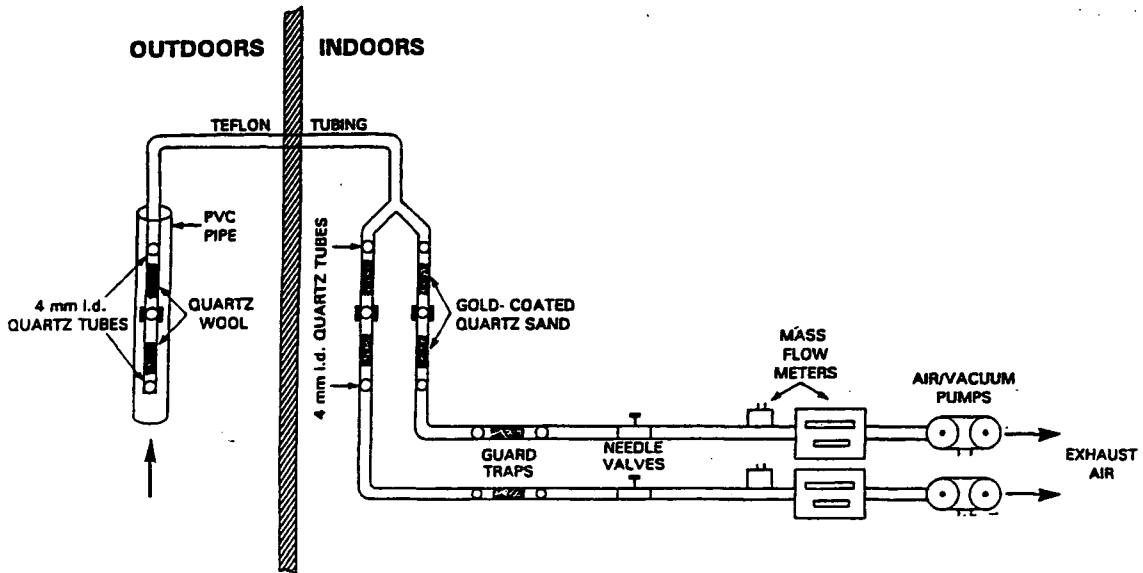 OUTDOORS
INDOORS
TEFLON
TUBING
PVC
PIPE
4 mm I.d.
QUARTZ TUBES
QUARTZ
WOOL
4 mm I.d. QUARTZ TUBES
GOLD-COATED
QUARTZ SAND
MASS
FLOW
METERS
AIR/VACUUM
PUMPS
GUARD
TRAPS
NEEDLE
VALVES
EXHAUST
AIR